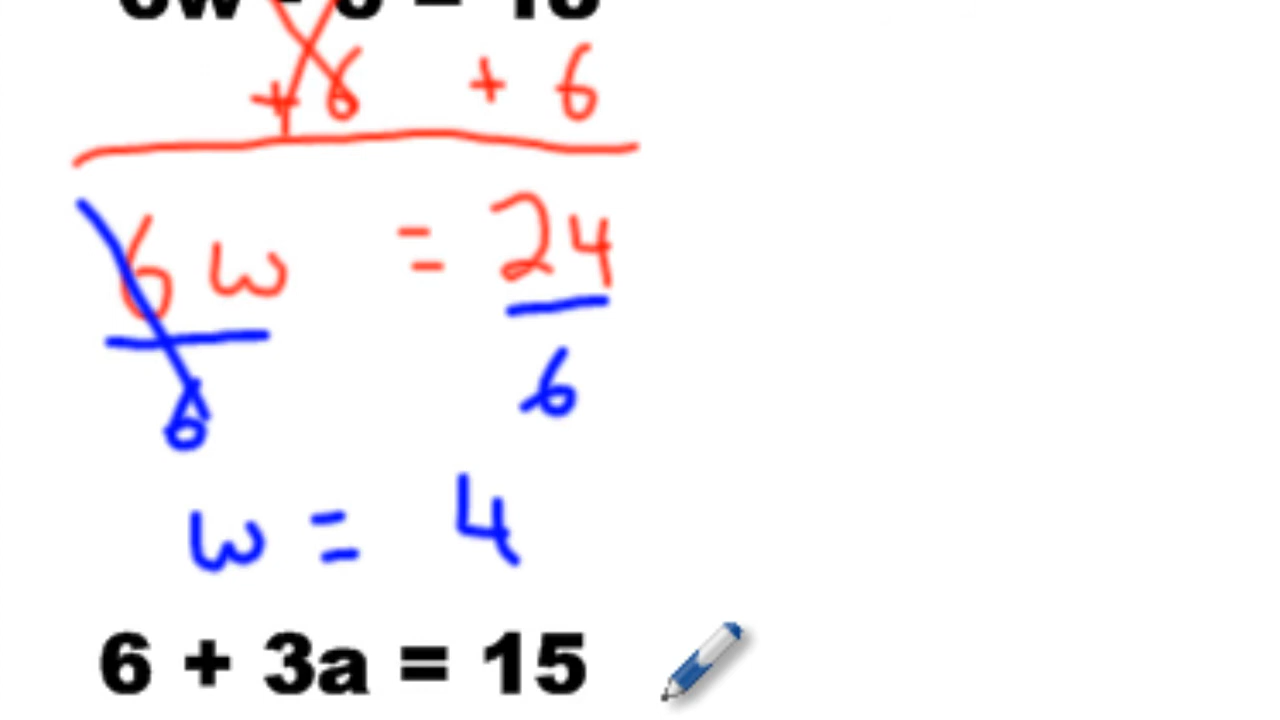 + 6 + 6
6w = 24
6 6
w = 4
6 + 3a = 15